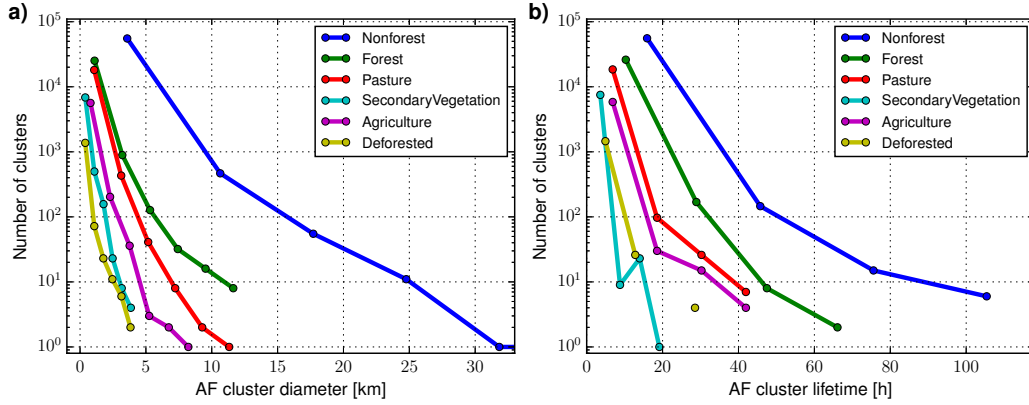 a)
Number of clusters
10^5
10^4
10^3
10^2
10^1
10^0
0 5 10 15 20 25 30
AF cluster diameter [km]
Nonforest
Forest
Pasture
SecondaryVegetation
Agriculture
Deforested
b)
Number of clusters
10^5
10^4
10^3
10^2
10^1
10^0
0 20 40 60 80 100
AF cluster lifetime [h]
Nonforest
Forest
Pasture
SecondaryVegetation
Agriculture
Deforested